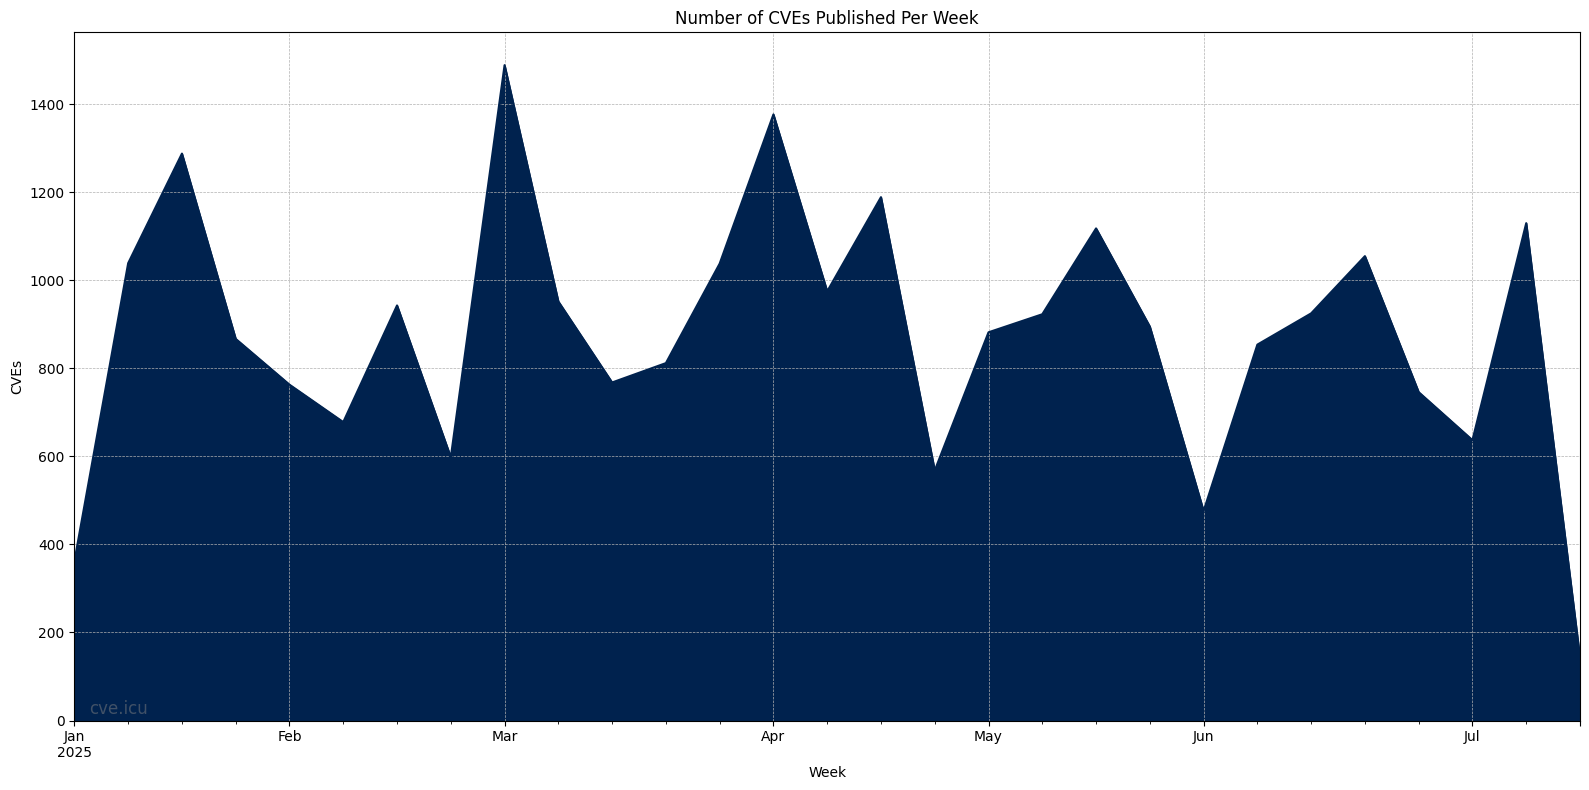 Number of CVEs Published Per Week
CVEs
1400
1200
1000
800
600
400
200
0
cve.icu
Jan
2025
Feb
Mar
Apr
May
Jun
Jul
Week